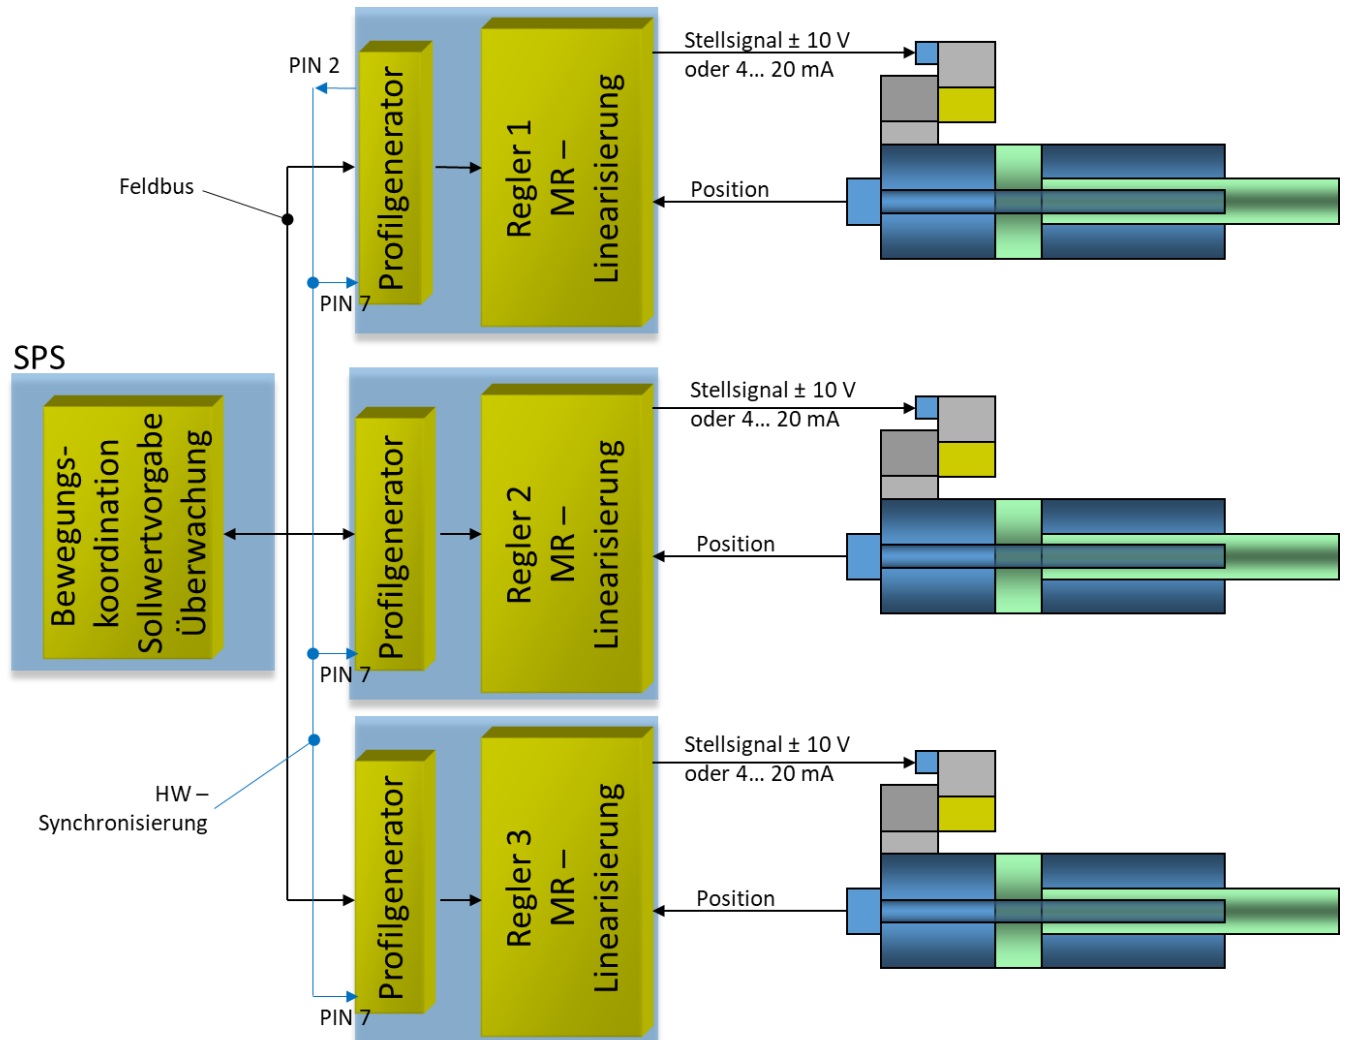 Stellsignal ± 10 V
oder 4... 20 mA
PIN 2
Profilgenerator
Regler 1
MR –
Linearisierung
Feldbus
Position
PIN 7
SPS
Bewegungs-
koordination
Sollwertvorgabe
Überwachung
Stellsignal ± 10 V
oder 4... 20 mA
Profilgenerator
Regler 2
MR –
Linearisierung
Position
PIN 7
Stellsignal ± 10 V
oder 4... 20 mA
HW –
Synchronisierung
Profilgenerator
Regler 3
MR –
Linearisierung
Position
PIN 7